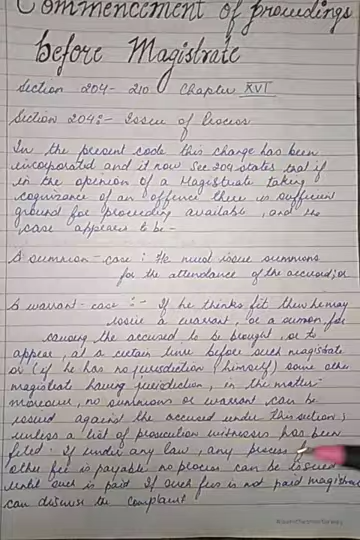 Commencement of proceedings
before Magistrate
Section 204- 210. Chapter XVI
Section 204:- Issue of Process
In the present code this change has been
incorporated and it now sec 204 states that if
in the openion of a Magistrate taking
cognizance of an offence there is sufficient
ground for proceeding available, and the
case appears to be -
A summon-case : He must issue summons
for the attendance of the accused; or
A warrant-case :- If he thinks fit then he may
issue a warrant, or a summon for
causing the accused to be brought, or to
appear, at a certain time before such magistrate
or (if he has no jurisdiction himself) some other
magistrate having jurisdiction, in the matter
moreover, no summons or warrant can be
issued against the accused under this section,
unless a list of prosecution witnesses has been
filed. If under any law, any process
other fee is payable no process can be issued
until is paid If such fees is not paid magistrate
can dismiss the complaint